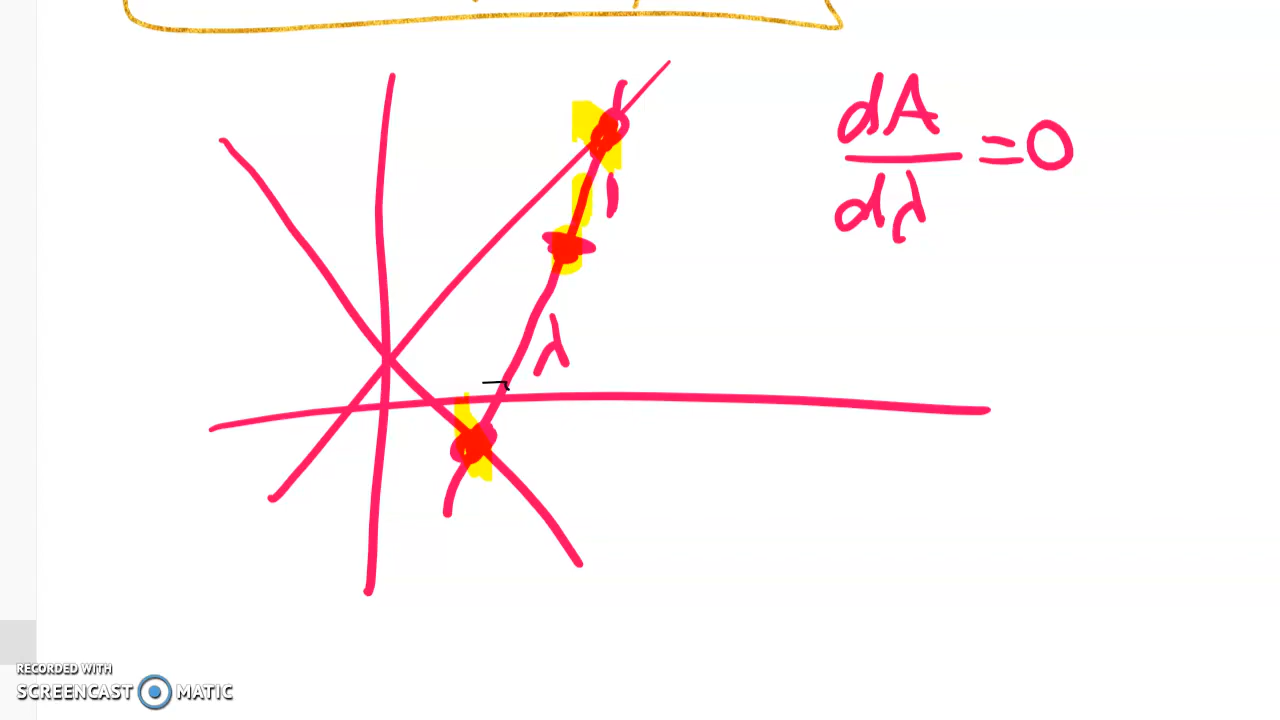 dA
dλ
=0
1
λ
RECORDED WITH
SCREENCAST MATIC